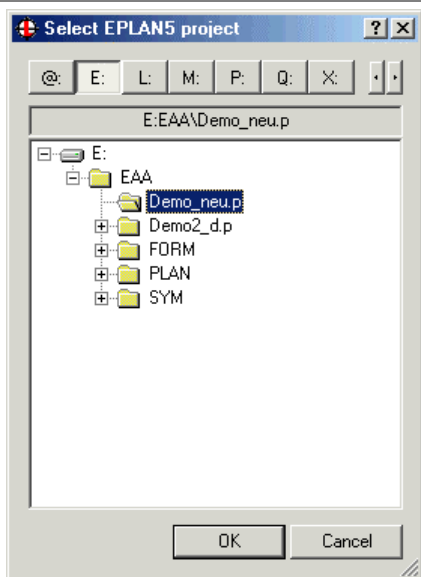 Select EPLAN5 project
@: E: L: M: P: Q: X:
E:EAA\Demo_neu.p
E:
EAA
Demo_neu.p
Demo2_d.p
FORM
PLAN
SYM
OK Cancel